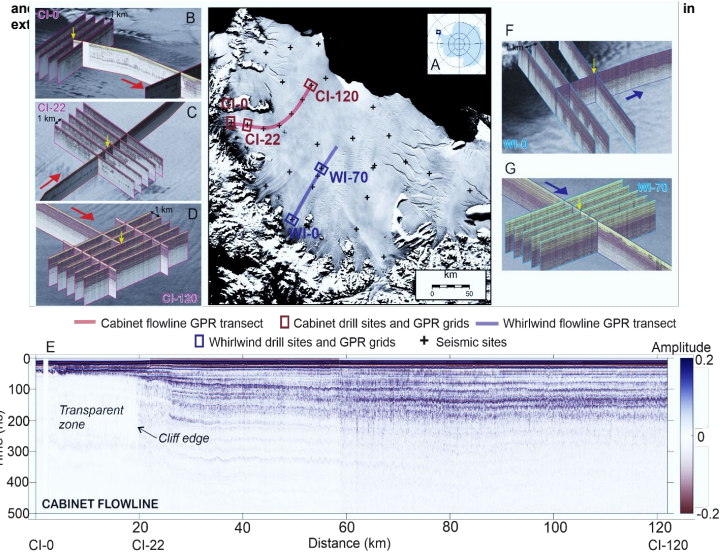 in
B
CI-0
1 km
C
CI-22
1 km
D
1 km
CI-120
A
CI-120
CI-0
CI-22
WI-70
WI-0
km
0 50
F
1 km
WI-0
G
WI-70
Cabinet flowline GPR transect
Cabinet drill sites and GPR grids
Whirlwind flowline GPR transect
Whirlwind drill sites and GPR grids
Seismic sites
E
Amplitude
0
100
200
300
400
500
Transparent
zone
Cliff edge
CABINET FLOWLINE
0.2
0
-0.2
0 20 40 60 80 100 120
CI-0 CI-22 Distance (km) CI-120